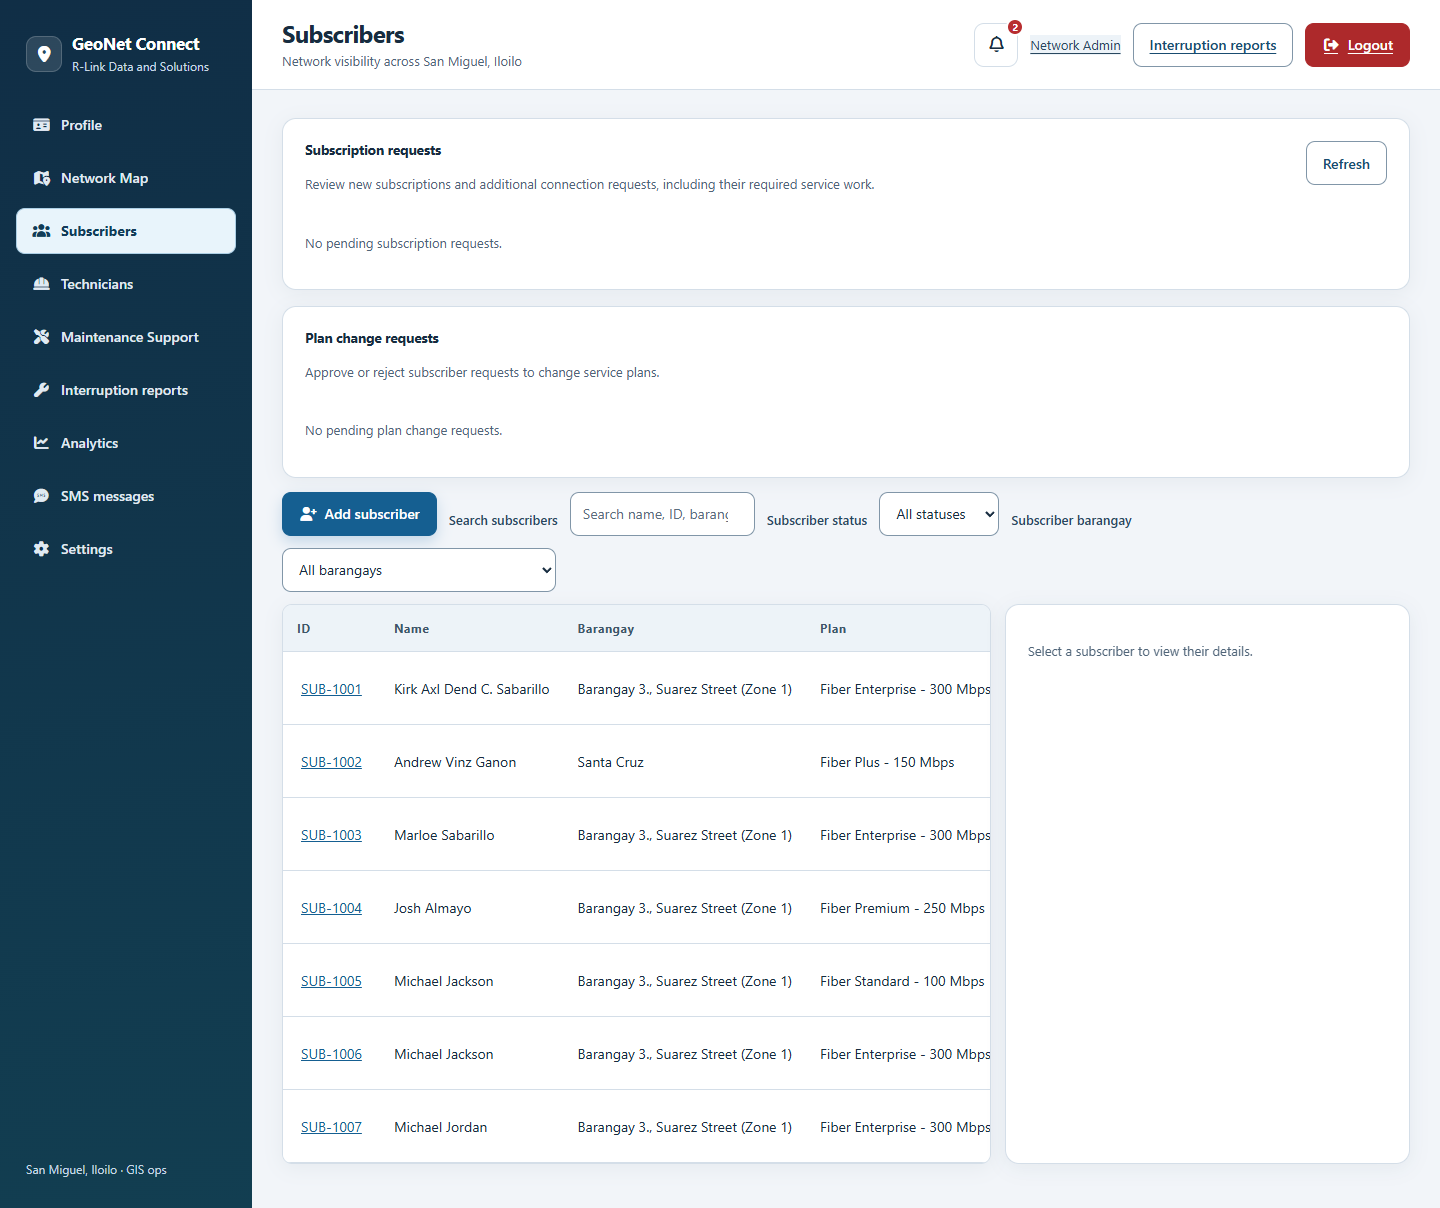 GeoNet Connect
R-Link Data and Solutions
Profile
Network Map
Subscribers
Technicians
Maintenance Support
Interruption reports
Analytics
SMS messages
Settings
San Miguel, Iloilo · GIS ops
Subscribers
Network visibility across San Miguel, Iloilo
2
Network Admin
Interruption reports
Logout
Subscription requests
Review new subscriptions and additional connection requests, including their required service work.
Refresh
No pending subscription requests.
Plan change requests
Approve or reject subscriber requests to change service plans.
No pending plan change requests.
Add subscriber
Search subscribers
Search name, ID, barang
Subscriber status
All statuses
Subscriber barangay
All barangays
ID Name Barangay Plan
SUB-1001 Kirk Axl Dend C. Sabarillo Barangay 3., Suarez Street (Zone 1) Fiber Enterprise - 300 Mbps
SUB-1002 Andrew Vinz Ganon Santa Cruz Fiber Plus - 150 Mbps
SUB-1003 Marloe Sabarillo Barangay 3., Suarez Street (Zone 1) Fiber Enterprise - 300 Mbps
SUB-1004 Josh Almayo Barangay 3., Suarez Street (Zone 1) Fiber Premium - 250 Mbps
SUB-1005 Michael Jackson Barangay 3., Suarez Street (Zone 1) Fiber Standard - 100 Mbps
SUB-1006 Michael Jackson Barangay 3., Suarez Street (Zone 1) Fiber Enterprise - 300 Mbps
SUB-1007 Michael Jordan Barangay 3., Suarez Street (Zone 1) Fiber Enterprise - 300 Mbps
Select a subscriber to view their details.